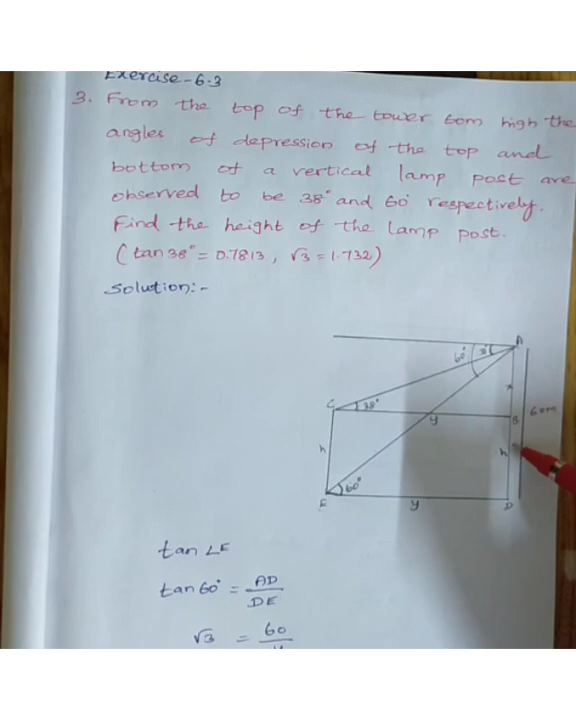 Exercise-6.3
3. From the top of the tower 60m high the
angles of depression of the top and
bottom of a vertical lamp post are
observed to be 38° and 60° respectively.
Find the height of the lamp post.
(tan 38° = 0.7813, √3 = 1.732)
Solution:-
A
60°
x
C
38°
y
B
60m
h
h
E
60°
y
D
tan ∠E
tan 60° = AD/DE
√3 = 60